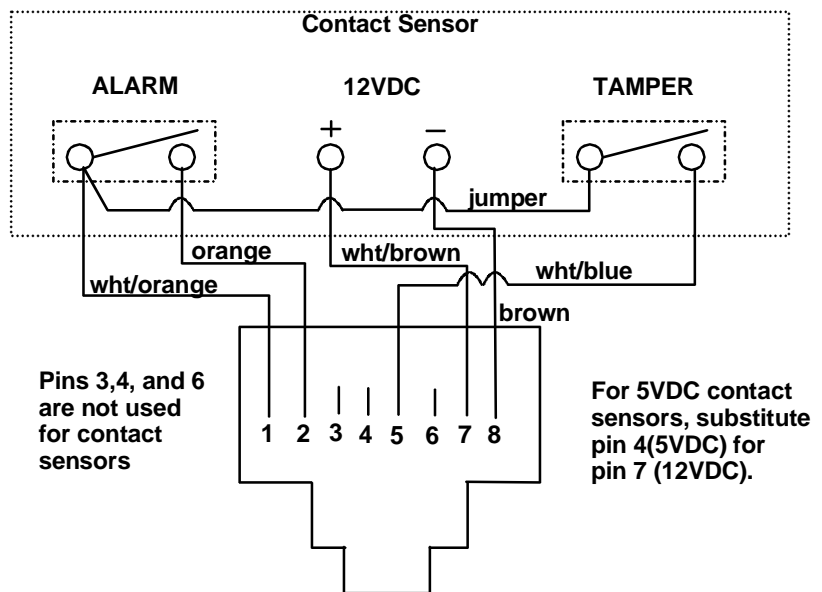 Contact Sensor
ALARM 12VDC TAMPER
+ −
jumper
orange wht/brown wht/blue
wht/orange
brown
Pins 3,4, and 6
are not used
for contact
sensors
1 2 3 4 5 6 7 8
For 5VDC contact
sensors, substitute
pin 4(5VDC) for
pin 7 (12VDC).